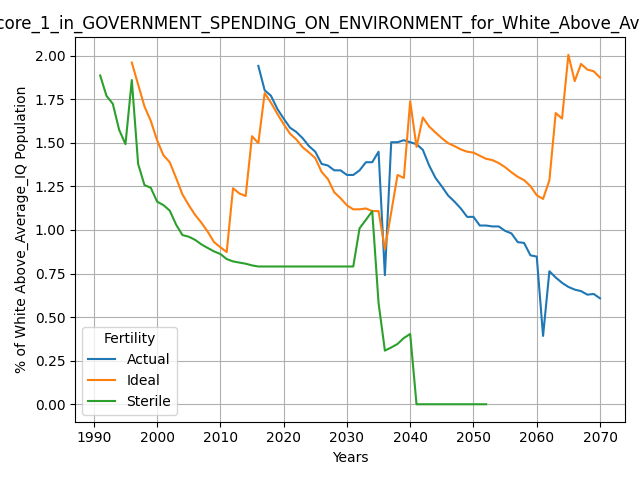 core_1_in_GOVERNMENT_SPENDING_ON_ENVIRONMENT_for_White_Above_Av
% of White Above_Average_IQ Population
2.00
1.75
1.50
1.25
1.00
0.75
0.50
0.25
0.00
Fertility
Actual
Ideal
Sterile
1990 2000 2010 2020 2030 2040 2050 2060 2070
Years